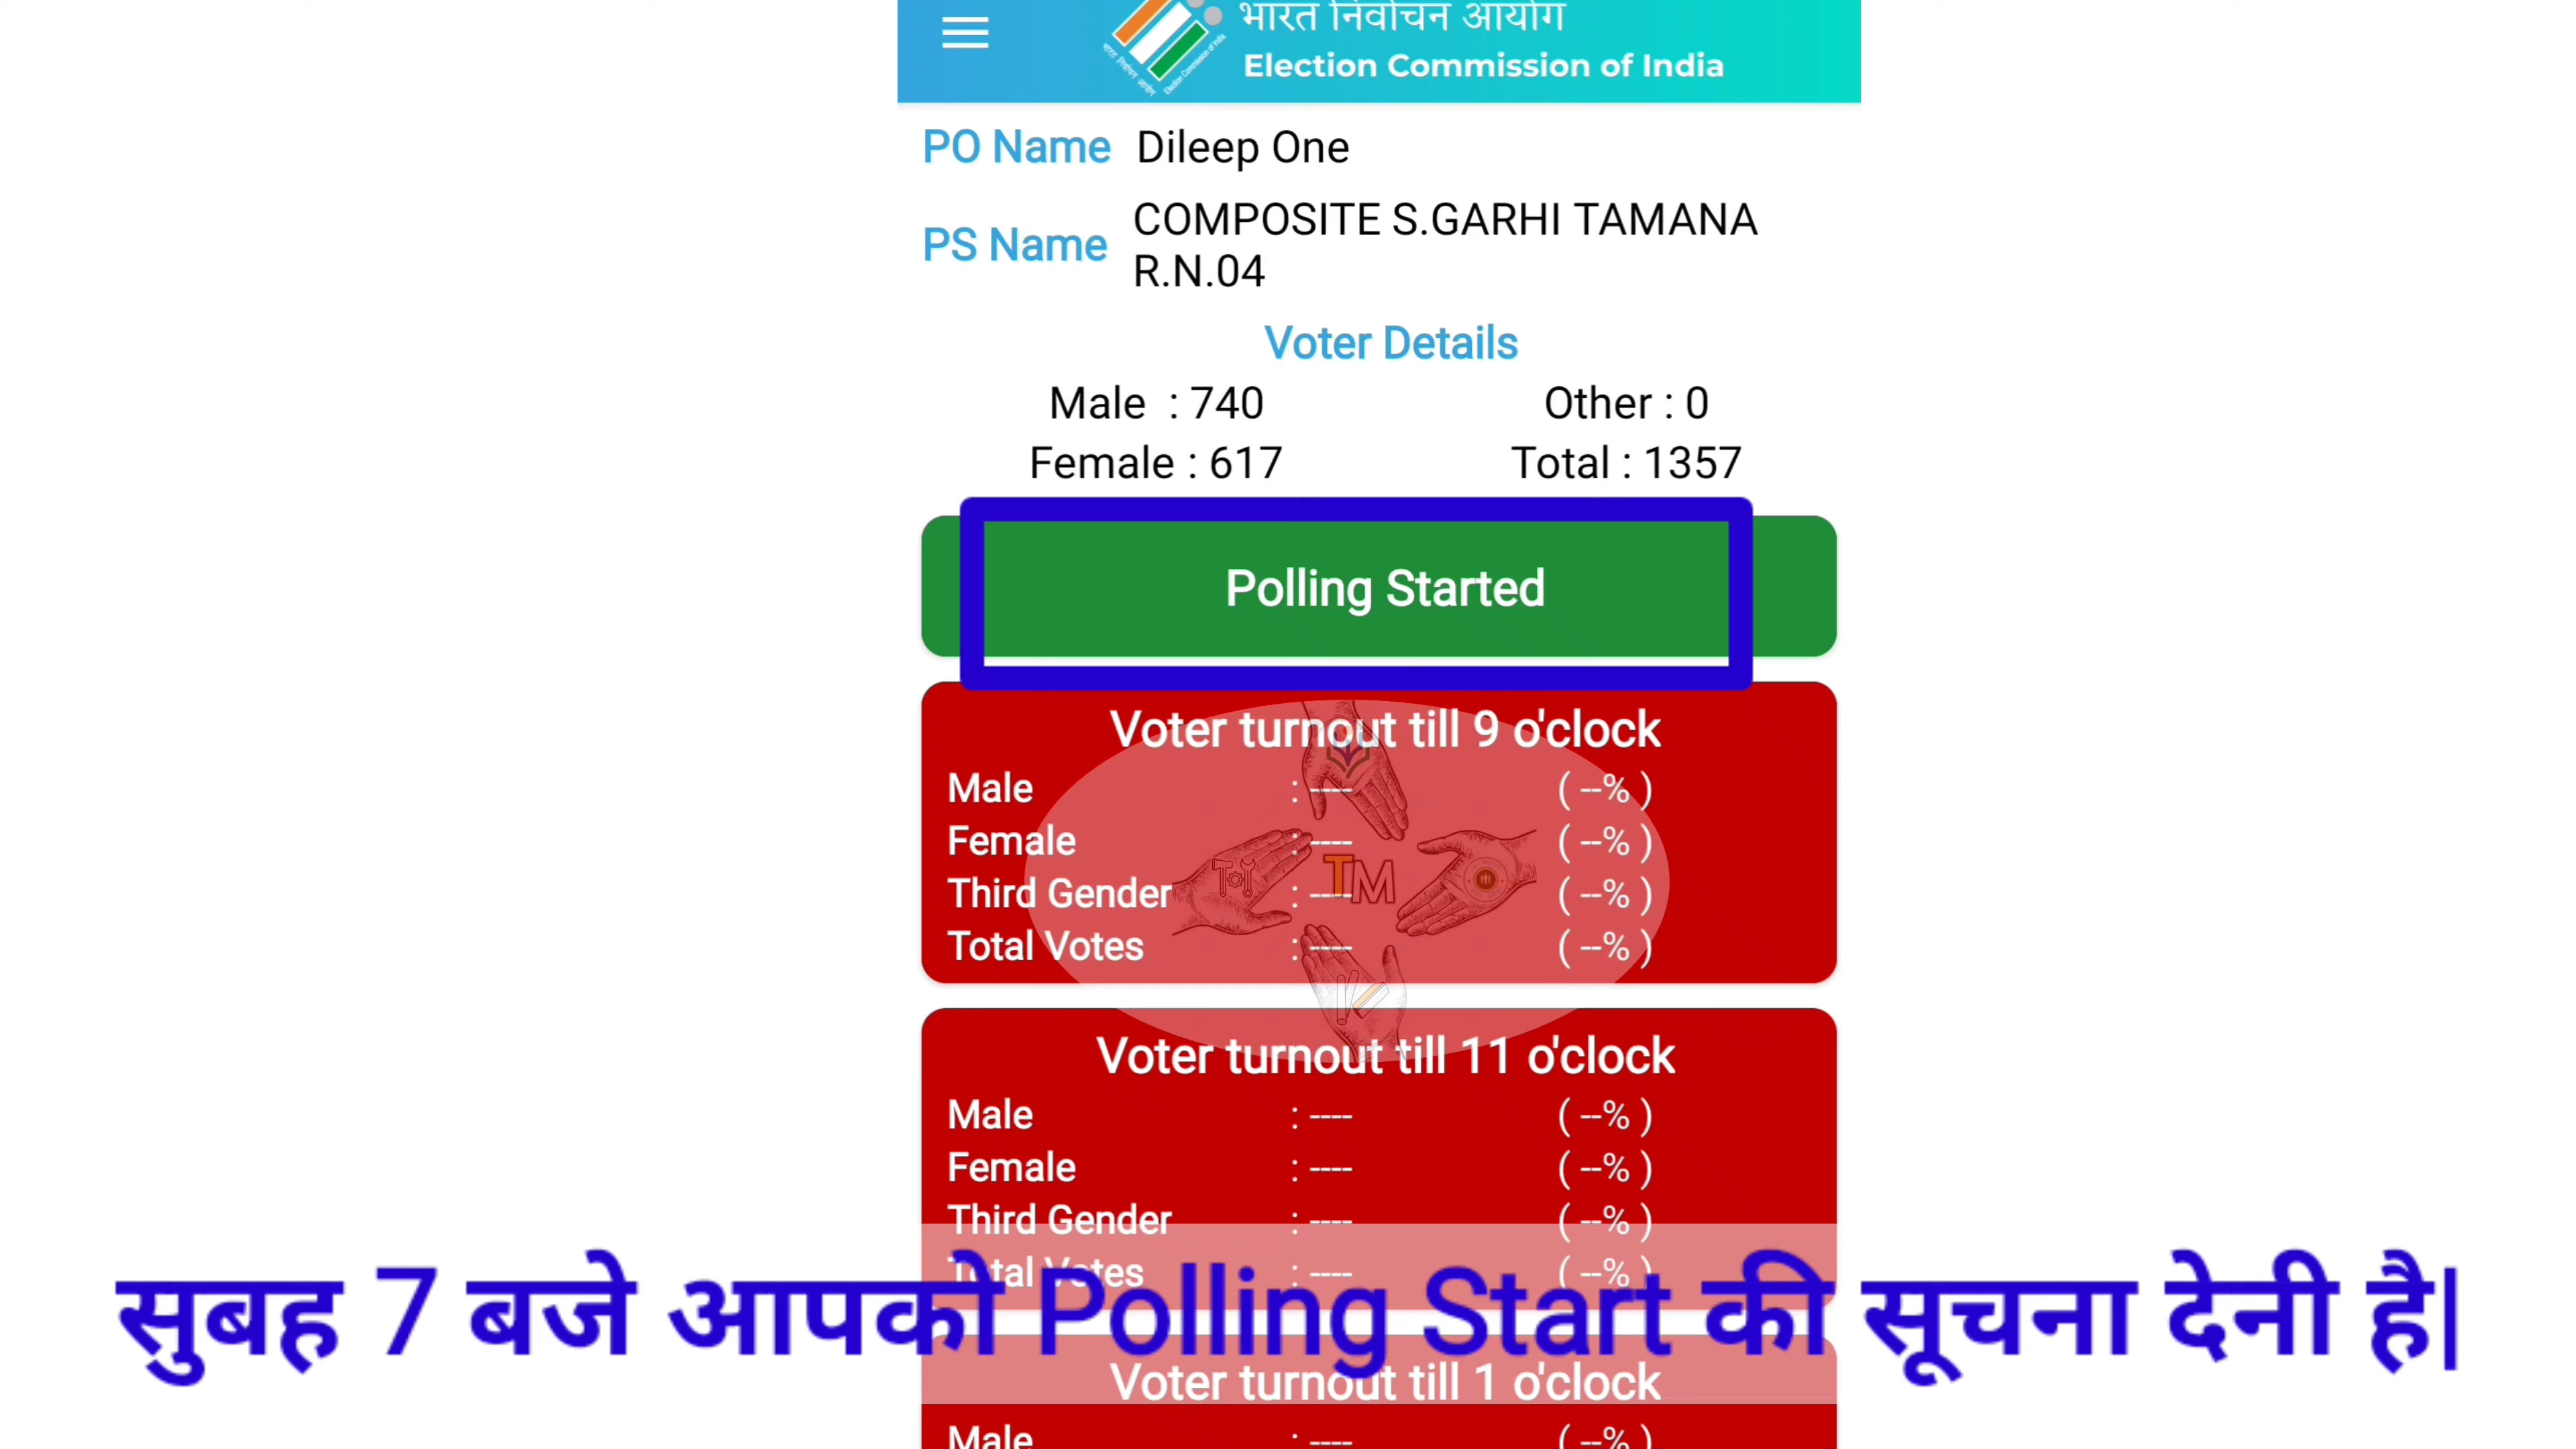 भारत निर्वाचन आयोग
Election Commission of India
PO Name Dileep One
PS Name COMPOSITE S.GARHI TAMANA R.N.04
Voter Details
Male : 740 Other : 0
Female : 617 Total : 1357
Polling Started
Voter turnout till 9 o'clock
Male : ---- ( --% )
Female : ---- ( --% )
Third Gender : ---- ( --% )
Total Votes : ---- ( --% )
TM
Voter turnout till 11 o'clock
Male : ---- ( --% )
Female : ---- ( --% )
Third Gender : ---- ( --% )
Total Votes : ---- ( --% )
सुबह 7 बजे आपको Polling Start की सूचना देनी है|
Voter turnout till 1 o'clock
Male : ---- ( --% )